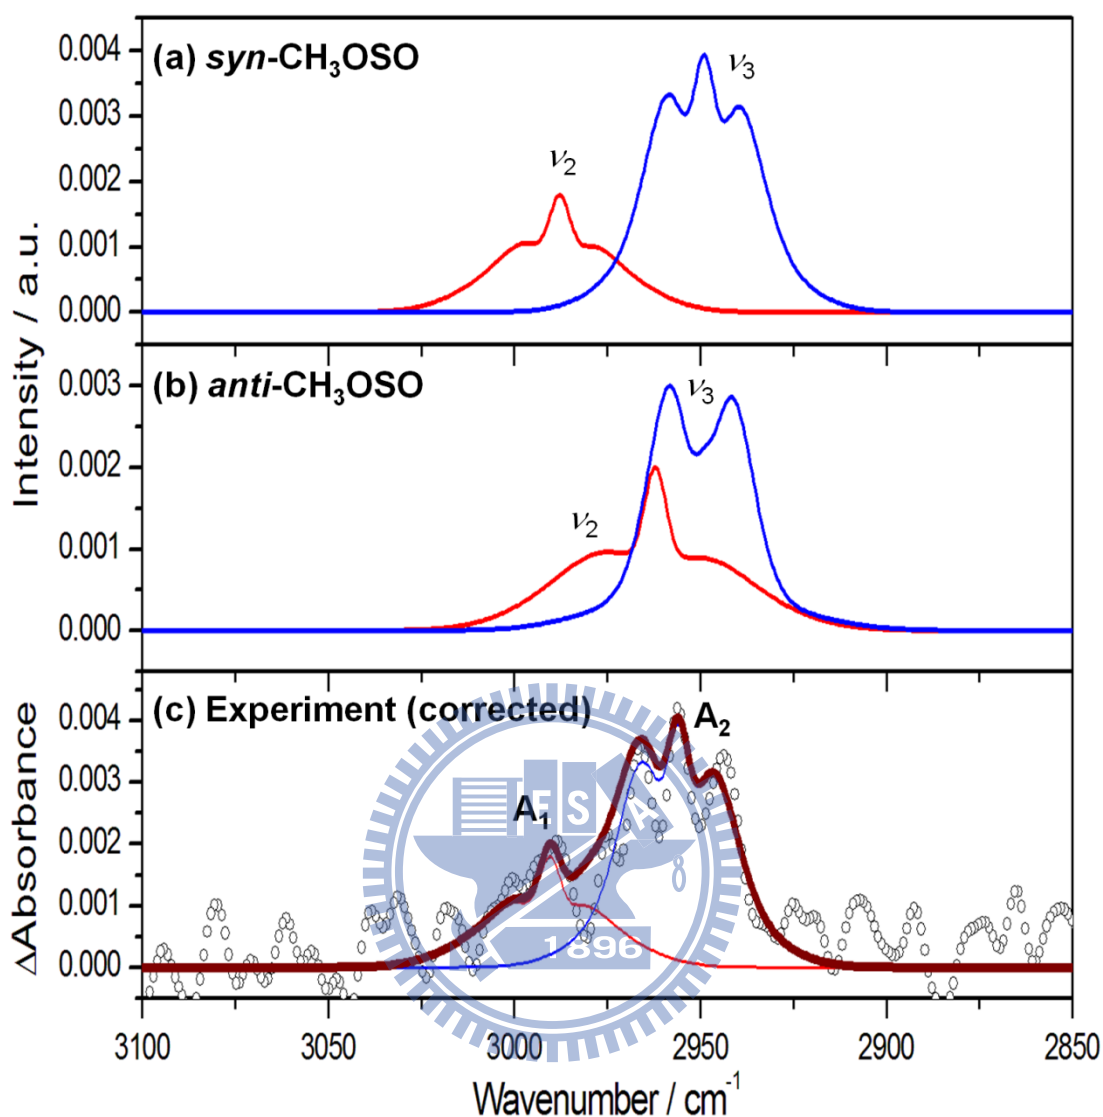 (a) syn-CH₃OSO
ν₃
ν₂
0.004
0.003
0.002
0.001
0.000
(b) anti-CH₃OSO
ν₃
ν₂
0.003
0.002
0.001
0.000
Intensity / a.u.
(c) Experiment (corrected)
A₂
A₁
0.004
0.003
0.002
0.001
0.000
ΔAbsorbance
E S A
8
1896
3100 3050 3000 2950 2900 2850
Wavenumber / cm⁻¹